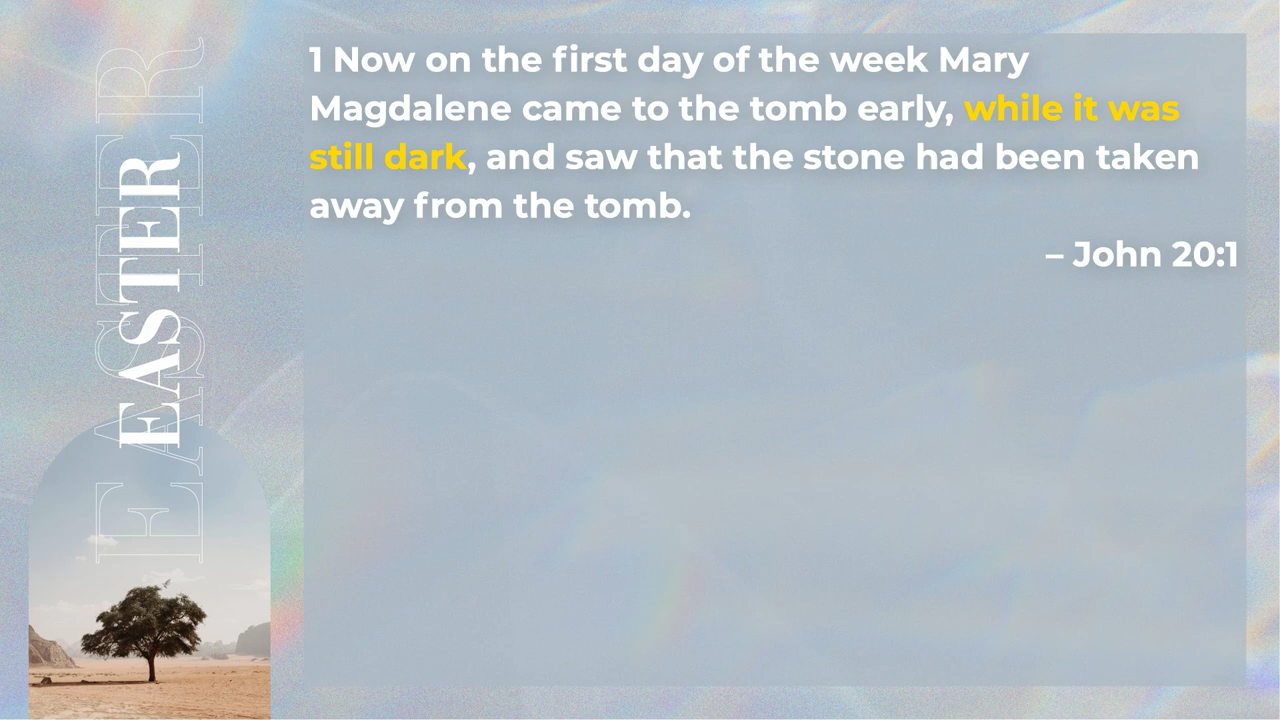 EASTER
EASTER
1 Now on the first day of the week Mary
Magdalene came to the tomb early, while it was
still dark, and saw that the stone had been taken
away from the tomb.
– John 20:1